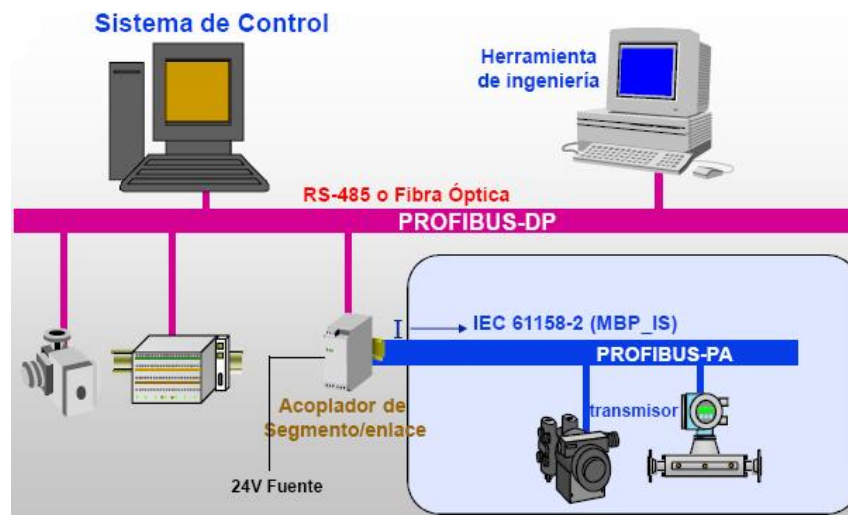 Sistema de Control
Herramienta
de ingeniería
RS-485 o Fibra Óptica
PROFIBUS-DP
I
IEC 61158-2 (MBP_IS)
PROFIBUS-PA
Acoplador de
Segmento/enlace
transmisor
24V Fuente